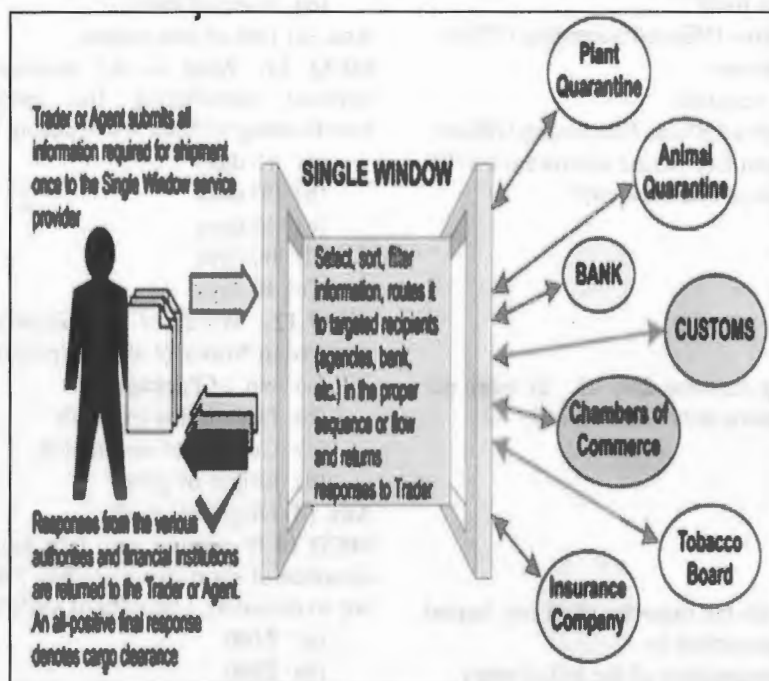 Trader or Agent submits all
information required for shipment
once to the Single Window service
provider
SINGLE WINDOW
Select, sort, filter
information, routes it
to targeted recipients
(agencies, bank,
etc.) in the proper
sequence or flow
and returns
responses to Trader
Responses from the various
authorities and financial institutions
are returned to the Trader or Agent.
An all-positive final response
denotes cargo clearance
Plant
Quarantine
Animal
Quarantine
BANK
CUSTOMS
Chambers of
Commerce
Tobacco
Board
Insurance
Company